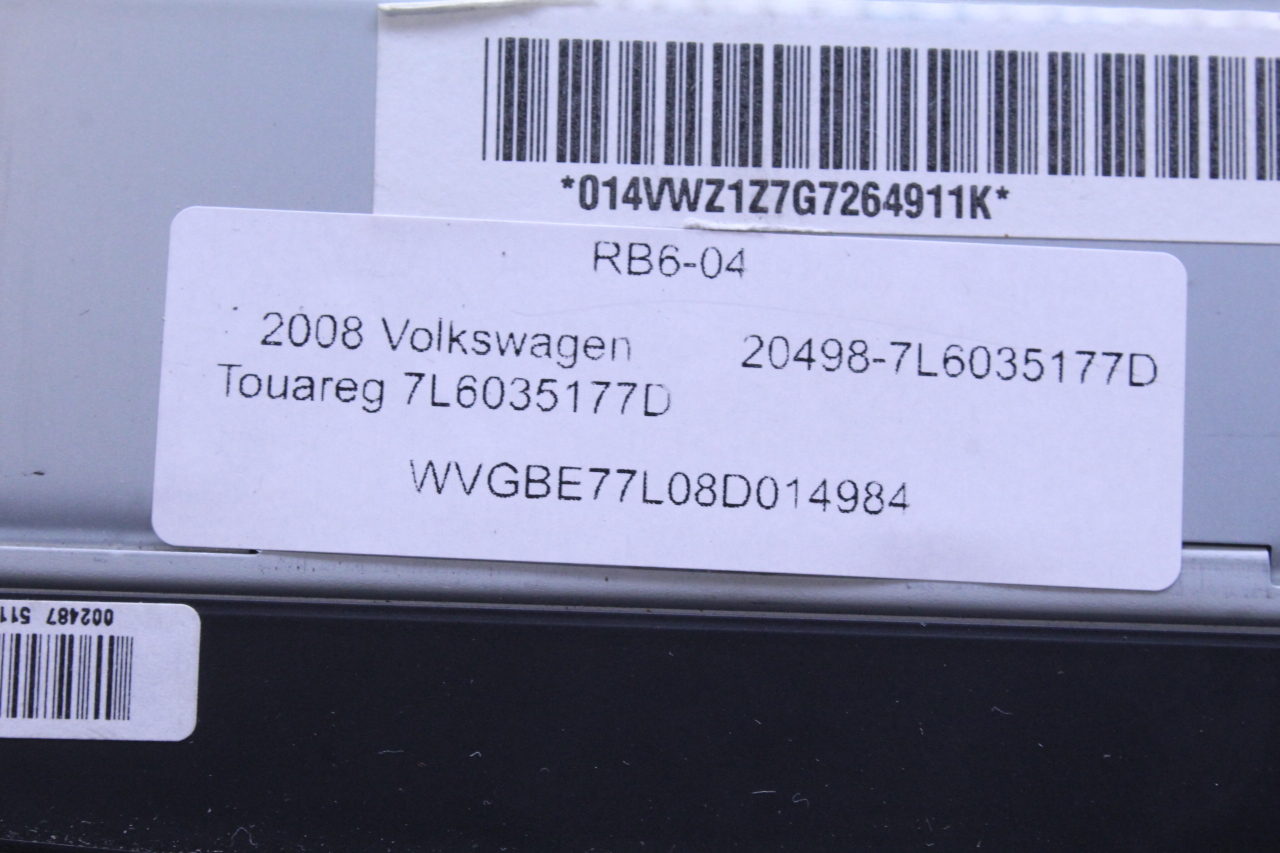 *014VWZ1Z7G7264911K*
RB6-04
2008 Volkswagen 20498-7L6035177D
Touareg 7L6035177D
WVGBE77L08D014984
002487 511